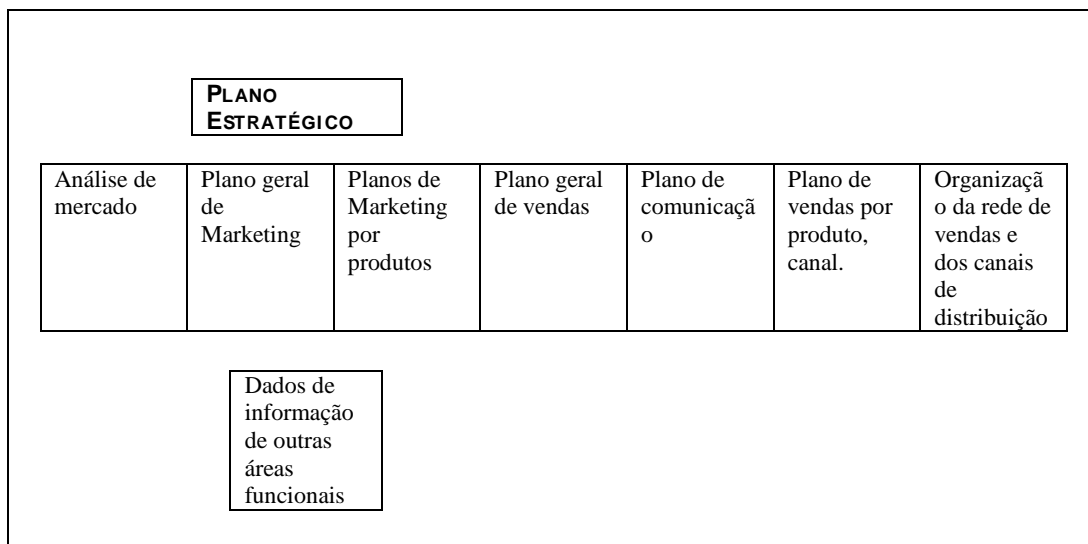 PLANO
ESTRATÉGICO
Análise de
mercado
Plano geral
de
Marketing
Planos de
Marketing
por
produtos
Plano geral
de vendas
Plano de
comunicaçã
o
Plano de
vendas por
produto,
canal.
Organizaçã
o da rede de
vendas e
dos canais
de
distribuição
Dados de
informação
de outras
áreas
funcionais